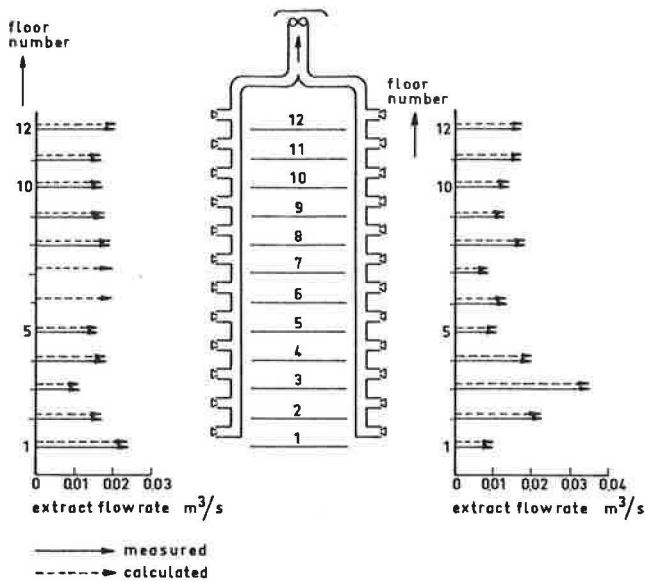 floor
number
12
10
5
1
0 0,01 0,02 0,03
extract flow rate m³/s
measured
calculated
12
11
10
9
8
7
6
5
4
3
2
1
floor
number
12
10
5
1
0 0,01 0,02 0,03 0,04
extract flow rate m³/s